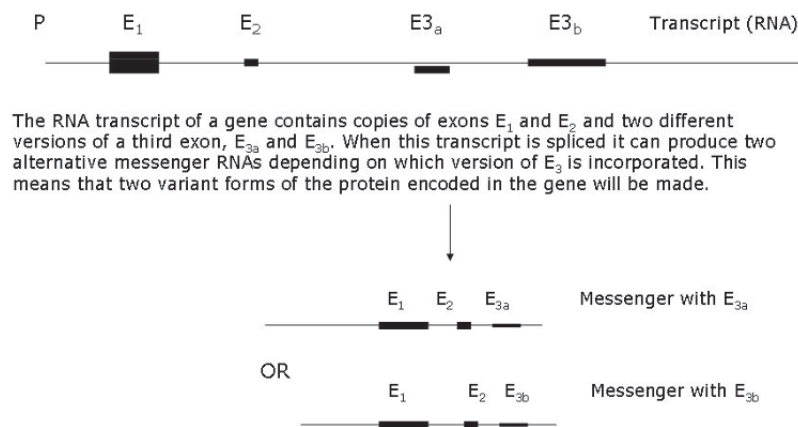 P E₁ E₂ E3ₐ E3b Transcript (RNA)
The RNA transcript of a gene contains copies of exons E₁ and E₂ and two different
versions of a third exon, E₃ₐ and E₃b. When this transcript is spliced it can produce two
alternative messenger RNAs depending on which version of E₃ is incorporated. This
means that two variant forms of the protein encoded in the gene will be made.
E₁ E₂ E₃ₐ Messenger with E₃ₐ
OR
E₁ E₂ E₃b Messenger with E₃b